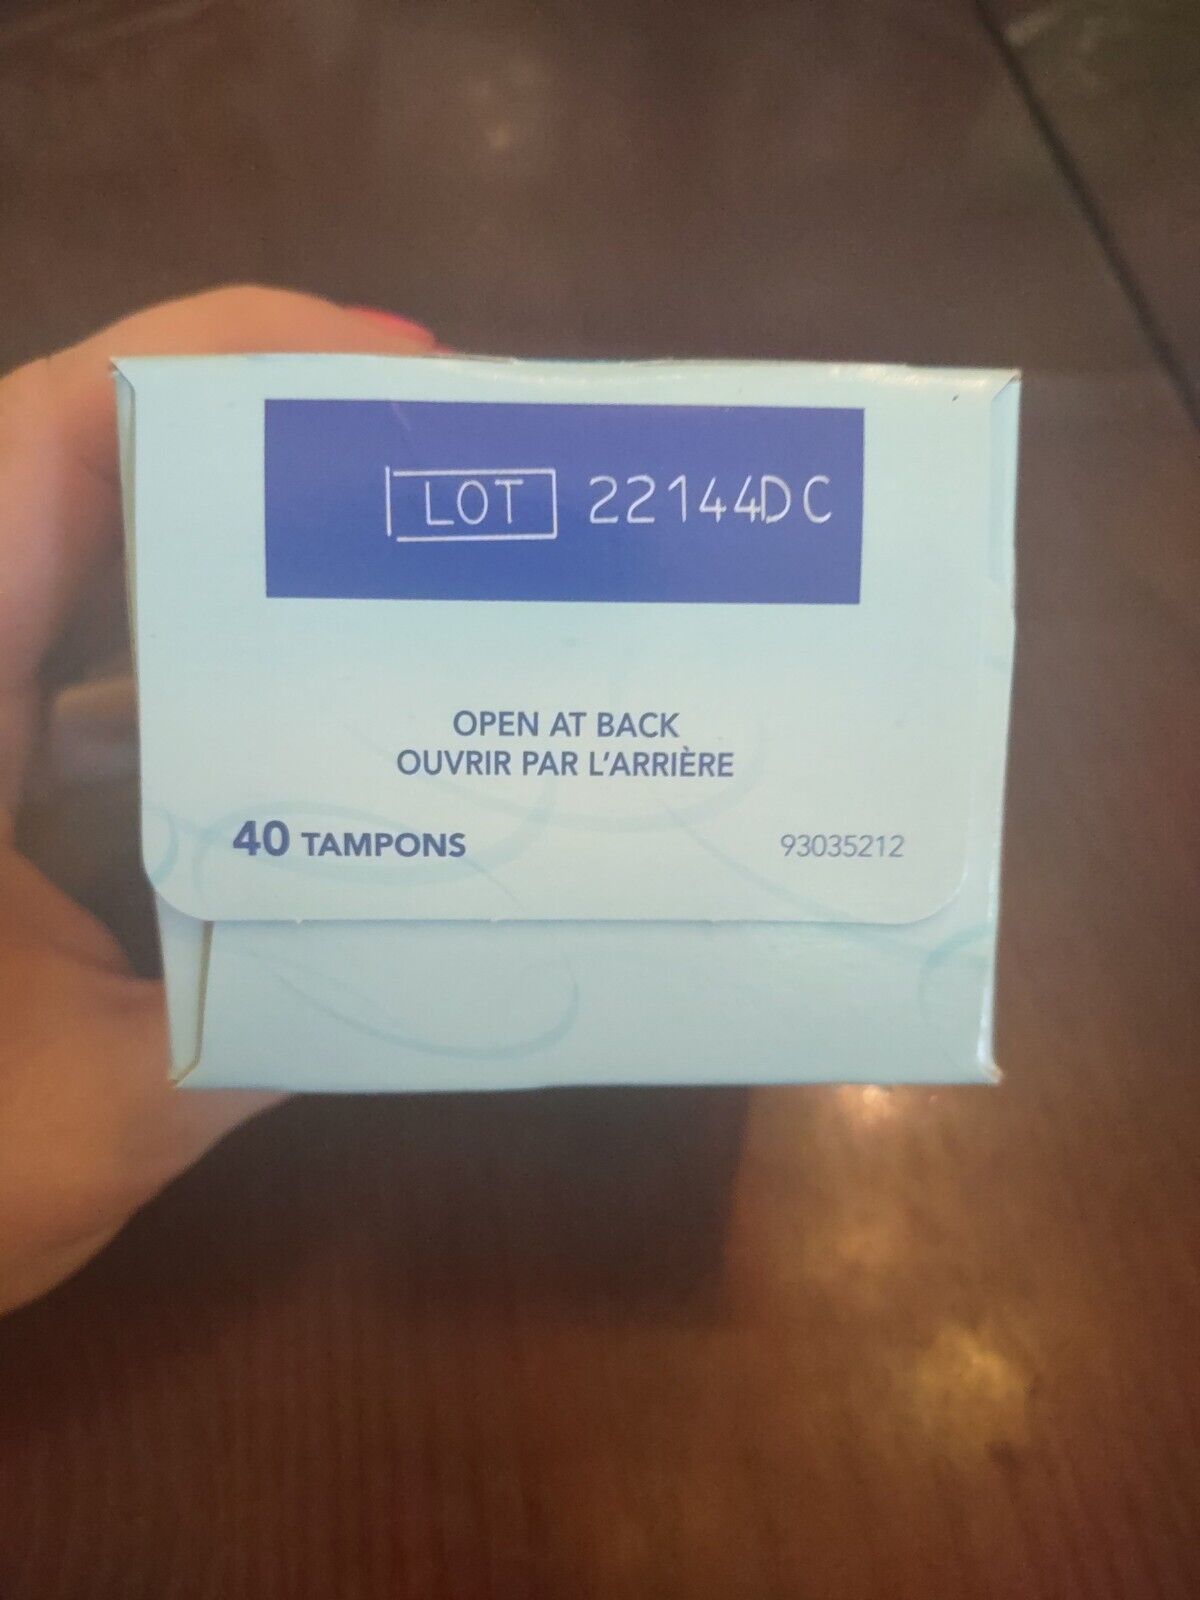 LOT 22144DC
OPEN AT BACK
OUVRIR PAR L'ARRIÈRE
40 TAMPONS 93035212